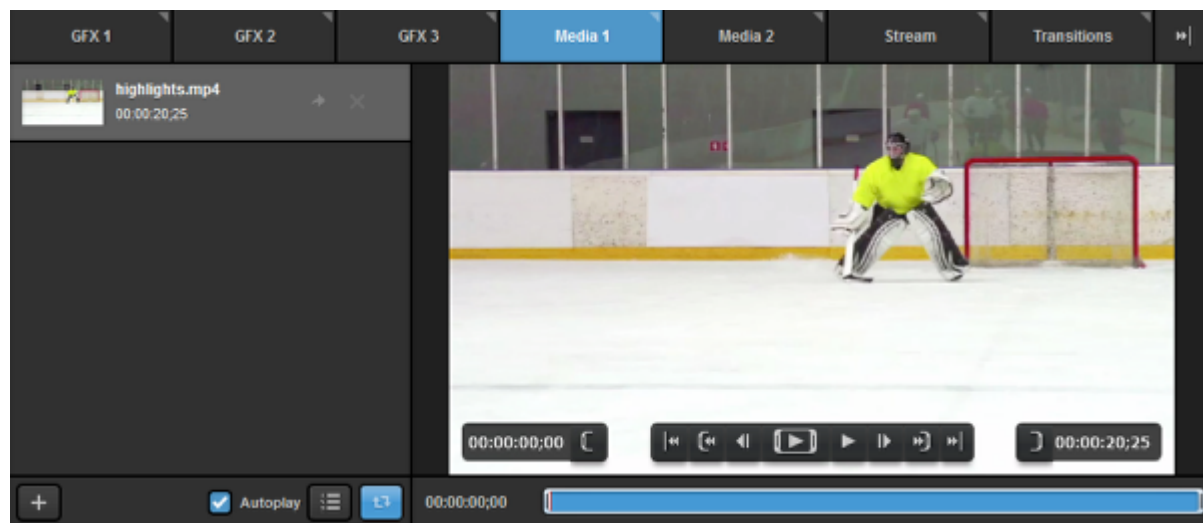 GFX 1 GFX 2 GFX 3 Media 1 Media 2 Stream Transitions
highlights.mp4
00:00:20;25
00:00:00;00 00:00:20;25
Autoplay 00:00:00;00